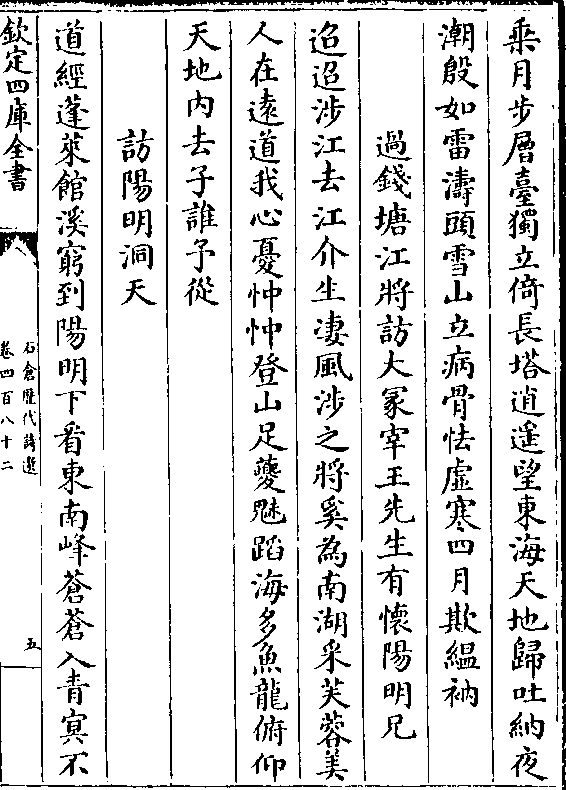 乘月步層臺獨立倚長塔逍遥望東海天地歸吐納夜
潮殷如雷濤頭雪山立病骨怯虛寒四月欺緼衲
過錢塘江將訪大冢宰王先生有懷陽明兄
迢迢涉江去江介生凄風涉之將奚為南湖采芙蓉美
人在遠道我心憂忡忡登山足夔魖蹈海多魚龍俯仰
天地内去子誰予從
訪陽明洞天
道經蓬萊館溪窮到陽明下看東南峰蒼蒼入青冥不
欽定四庫全書
石倉歷代詩選
卷四百八十二
五